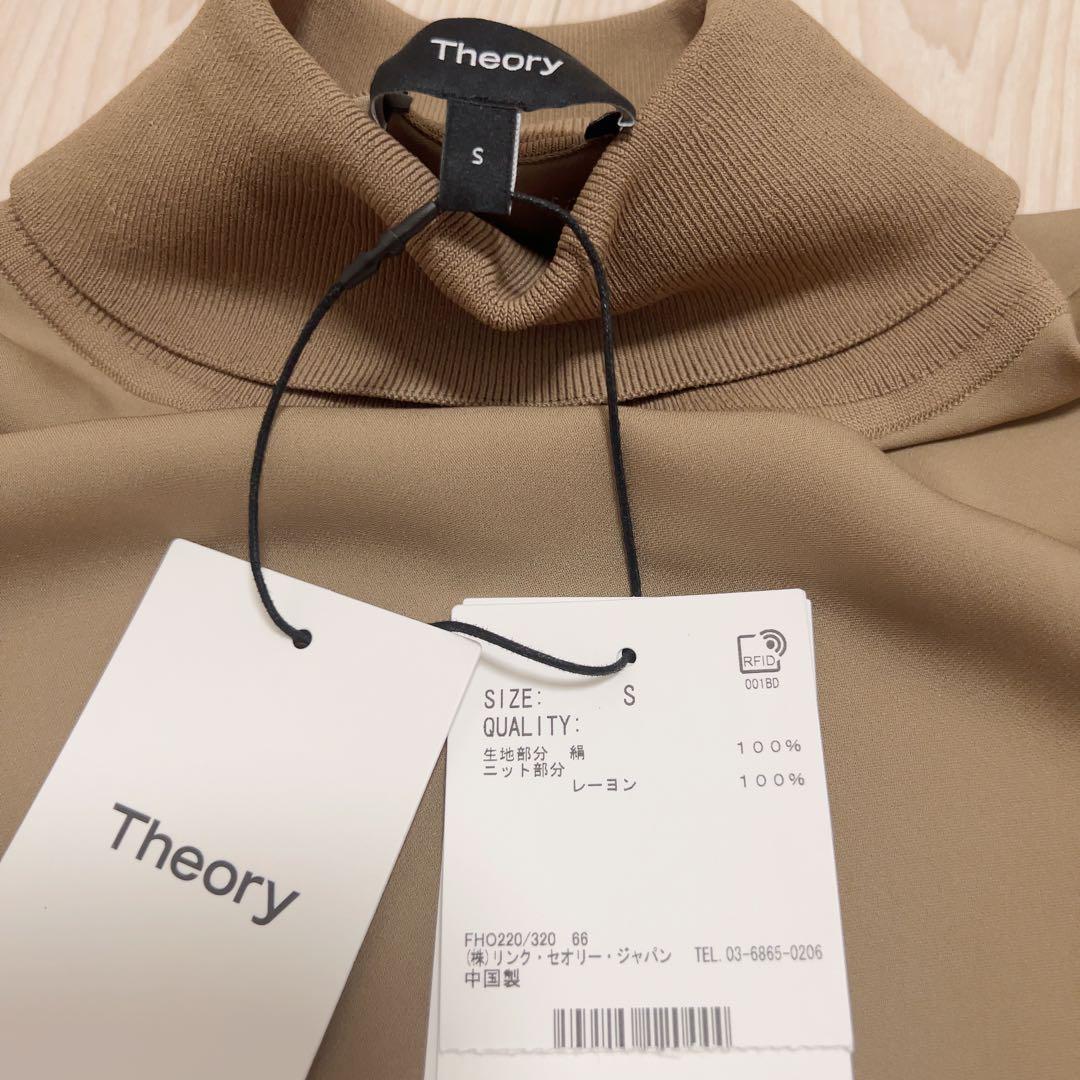 Theory
S
Theory
RFID
001BD
SIZE: S
QUALITY:
生地部分 絹 100%
ニット部分
レーヨン 100%
FHO220/320 66
(株)リンク・セオリー・ジャパン TEL.03-6865-0206
中国製